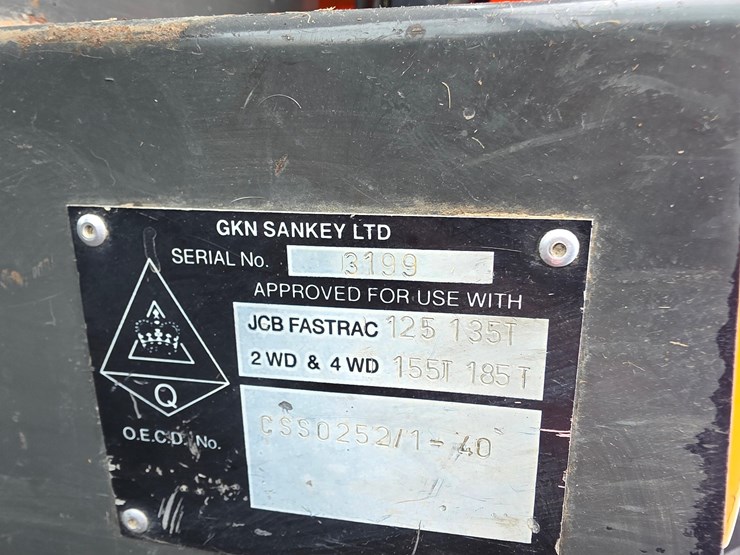 GKN SANKEY LTD
SERIAL No. 3199
APPROVED FOR USE WITH
JCB FASTRAC 125 135T
2 WD & 4 WD 155T 185T
Q
O.E.C.D. No. CSS0252/1-40